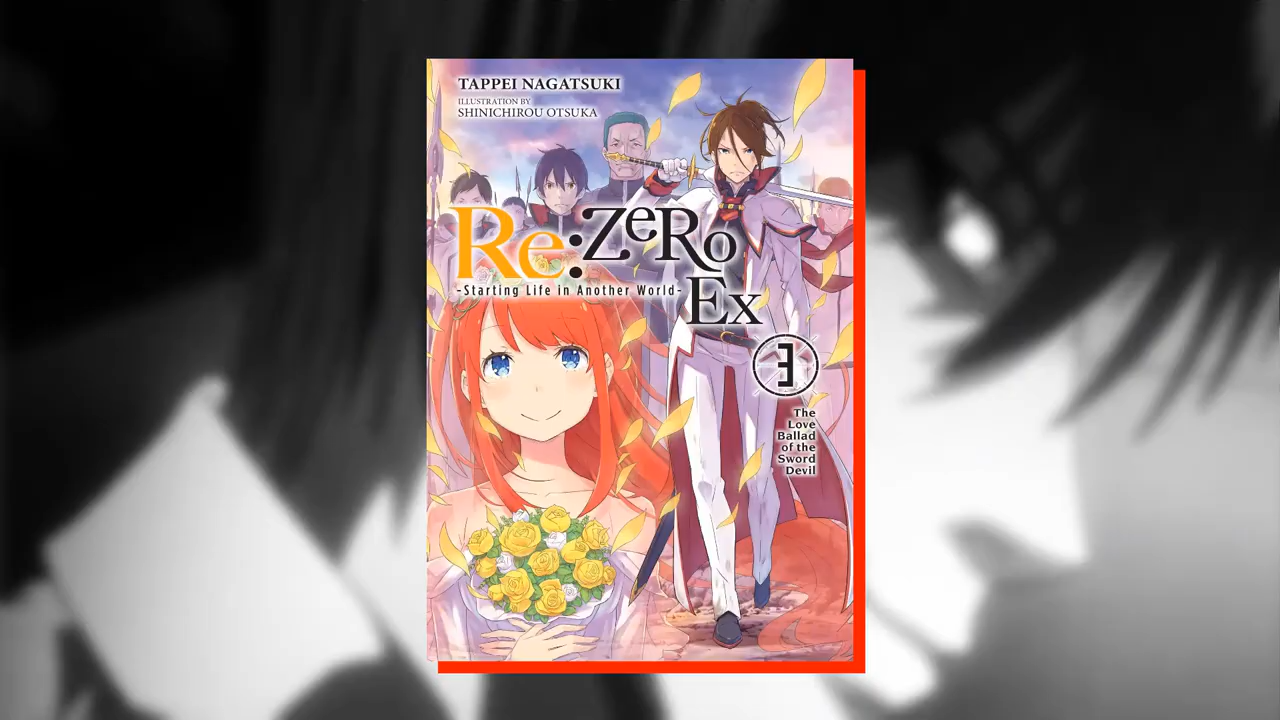 TAPPEI NAGATSUKI
ILLUSTRATION BY
SHINICHIROU OTSUKA
Re:ZeRo
-Starting Life in Another World-
Ex
3
The
Love
Ballad
of the
Sword
Devil